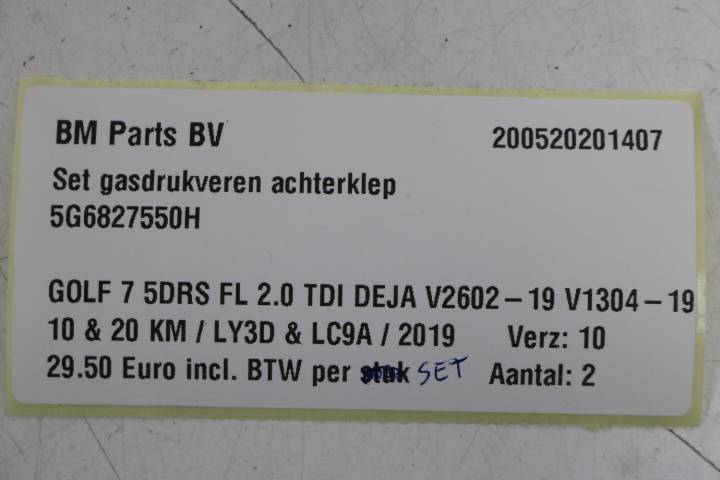 BM Parts BV 200520201407
Set gasdrukveren achterklep
5G6827550H
GOLF 7 5DRS FL 2.0 TDI DEJA V2602-19 V1304-19
10 & 20 KM / LY3D & LC9A / 2019 Verz: 10
29.50 Euro incl. BTW per stuk SET Aantal: 2